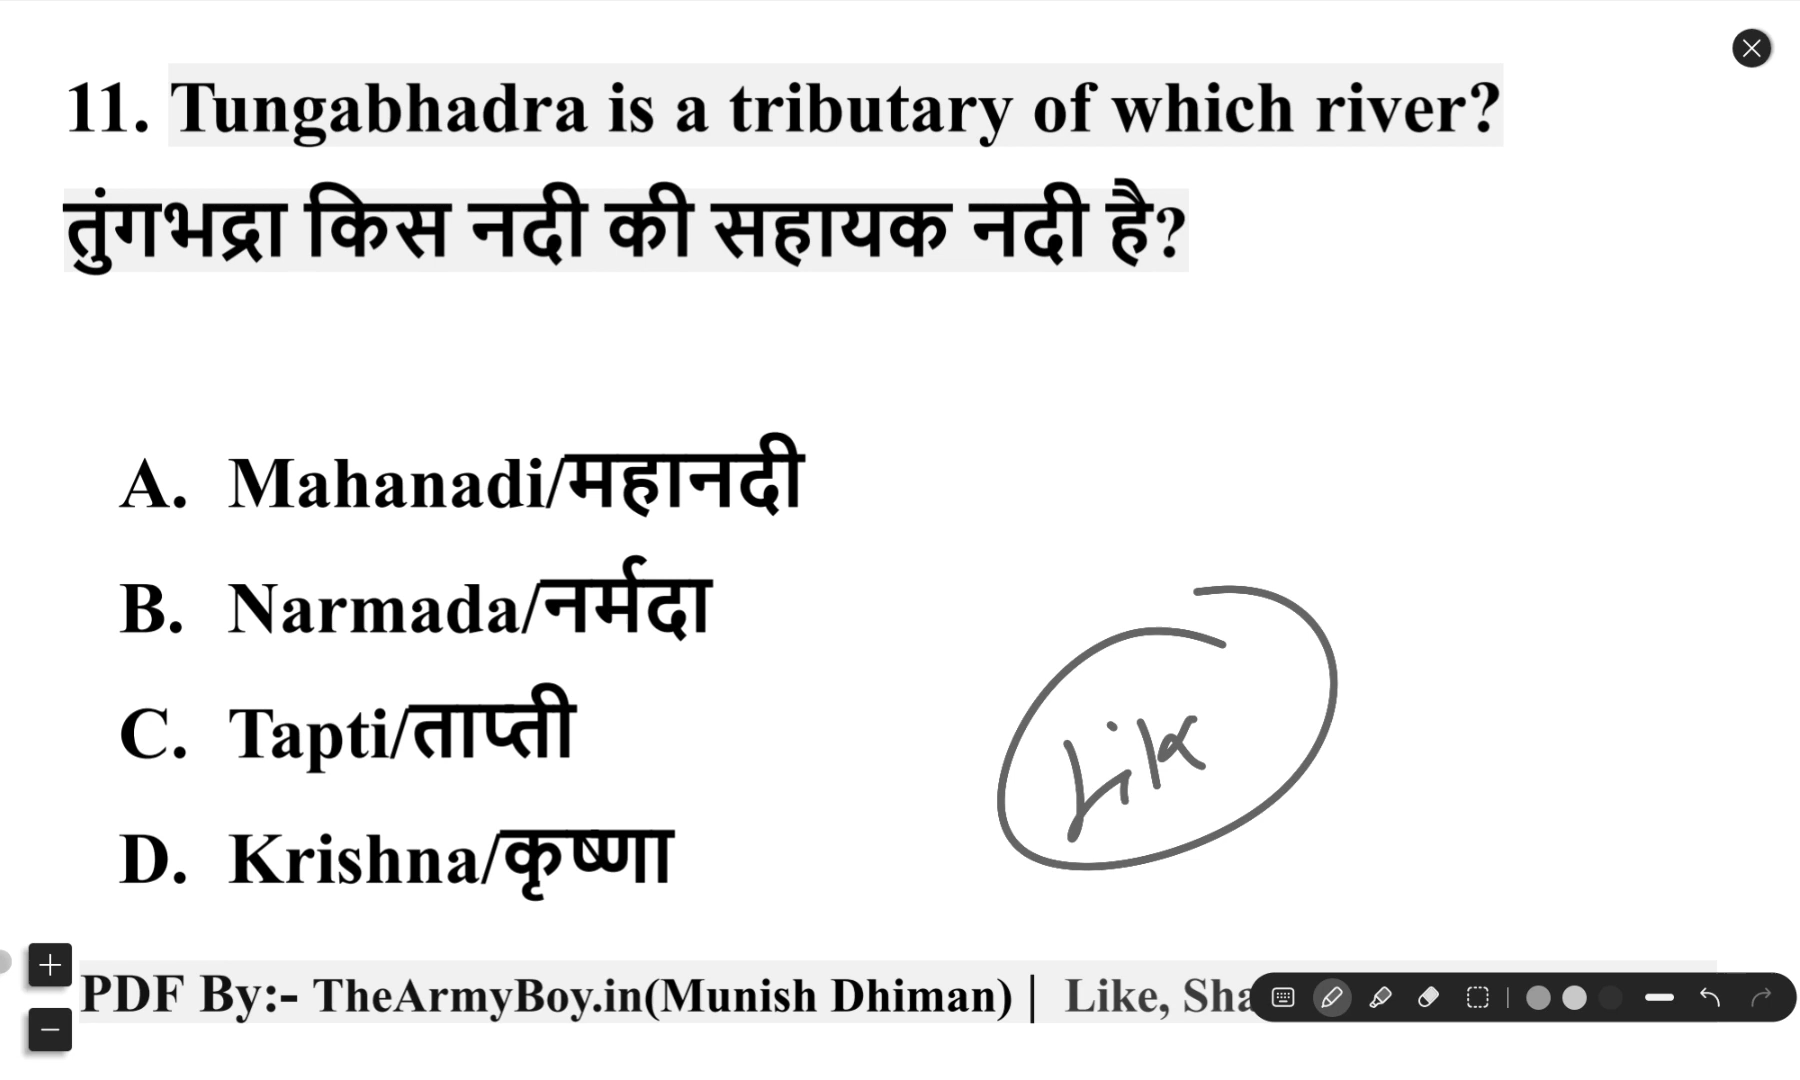 11. Tungabhadra is a tributary of which river?
तुंगभद्रा किस नदी की सहायक नदी है?
A. Mahanadi/महानदी
B. Narmada/नर्मदा
C. Tapti/ताप्ती
Lik
D. Krishna/कृष्णा
PDF By:- TheArmyBoy.in(Munish Dhiman) | Like, Sha